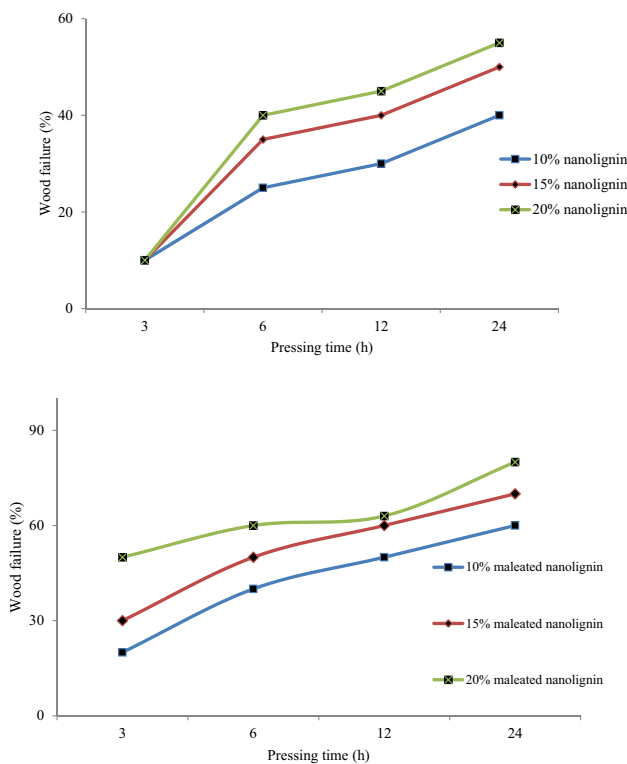 60
40
20
0
Wood failure (%)
3 6 12 24
Pressing time (h)
10% nanolignin
15% nanolignin
20% nanolignin
90
60
30
0
Wood failure (%)
3 6 12 24
Pressing time (h)
10% maleated nanolignin
15% maleated nanolignin
20% maleated nanolignin